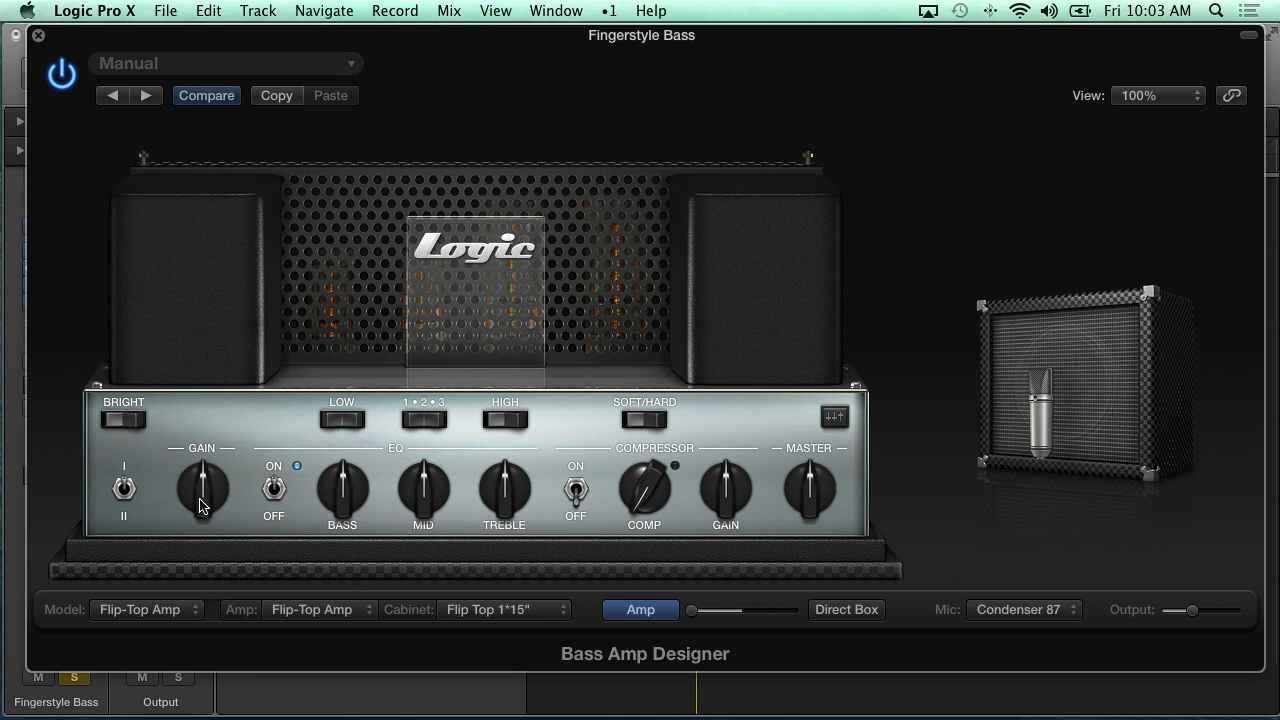 Logic Pro X File Edit Track Navigate Record Mix View Window •1 Help Fri 10:03 AM
Fingerstyle Bass
Manual
Compare Copy Paste View: 100%
Logic
BRIGHT LOW 1•2•3 HIGH SOFT/HARD
GAIN EQ COMPRESSOR MASTER
I ON ON
II OFF BASS MID TREBLE OFF COMP GAIN
Model: Flip-Top Amp Amp: Flip-Top Amp Cabinet: Flip Top 1*15" Amp Direct Box Mic: Condenser 87 Output:
Bass Amp Designer
M S M S
Fingerstyle Bass Output